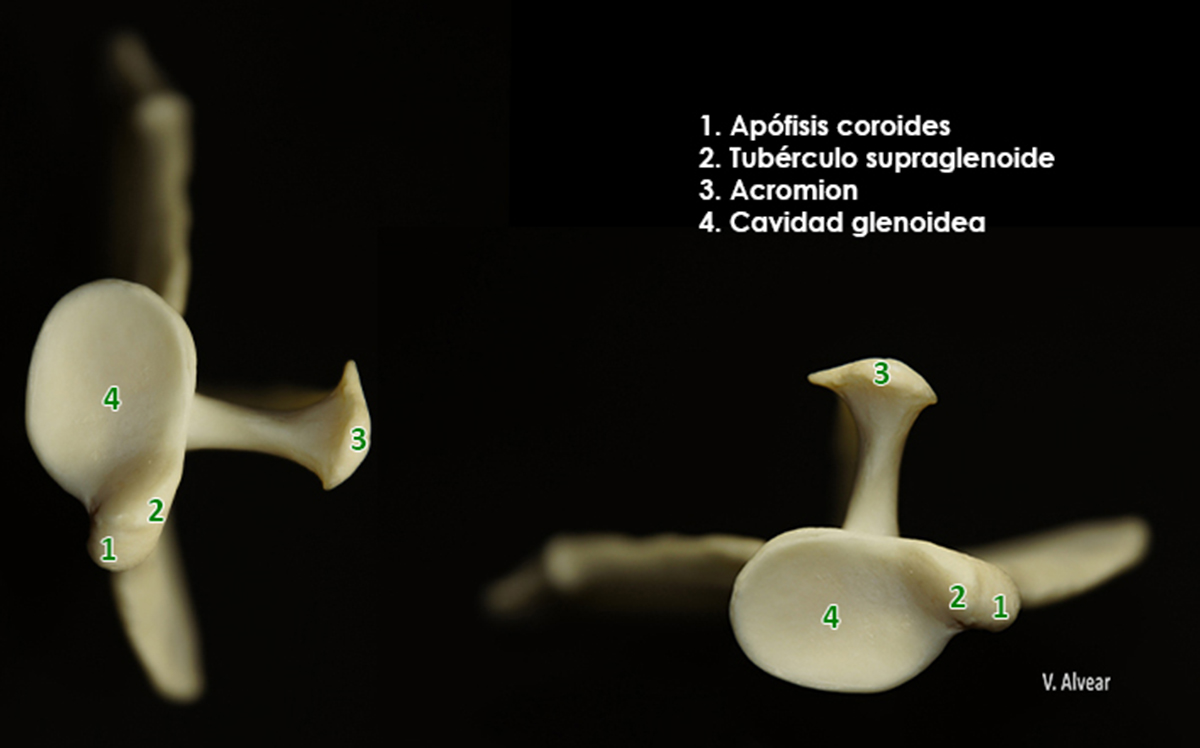 1. Apófisis coroides
2. Tubérculo supraglenoide
3. Acromion
4. Cavidad glenoidea
4
3
2
1
3
4
2
1
V. Alvear